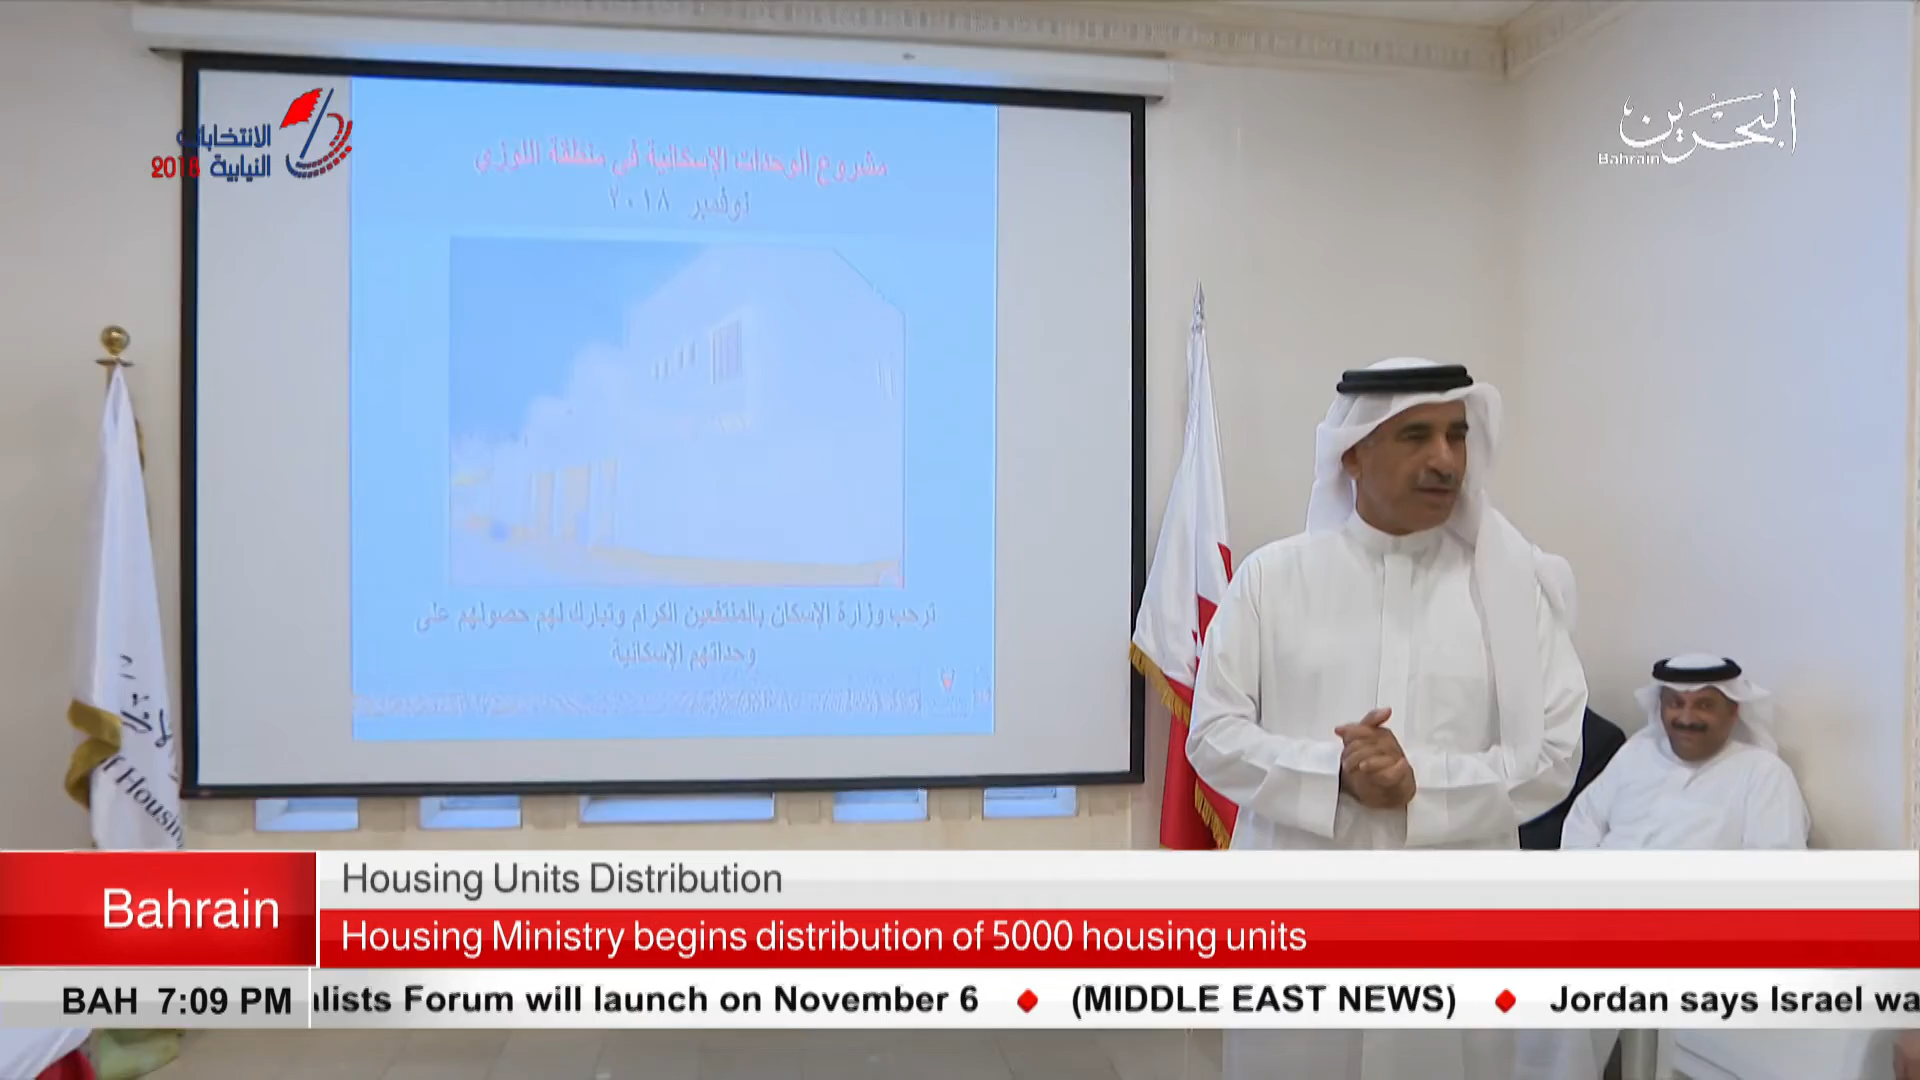 الانتخابات
النيابية 2018
البحرين
Bahrain
مشروع الوحدات الإسكانية في منطقة اللوزي
نوفمبر ٢٠١٨
ترحب وزارة الإسكان بالمنتفعين الكرام وتبارك لهم حصولهم على
وحداتهم الإسكانية
f Housin
Bahrain
Housing Units Distribution
Housing Ministry begins distribution of 5000 housing units
BAH 7:09 PM
lists Forum will launch on November 6 (MIDDLE EAST NEWS) Jordan says Israel wa